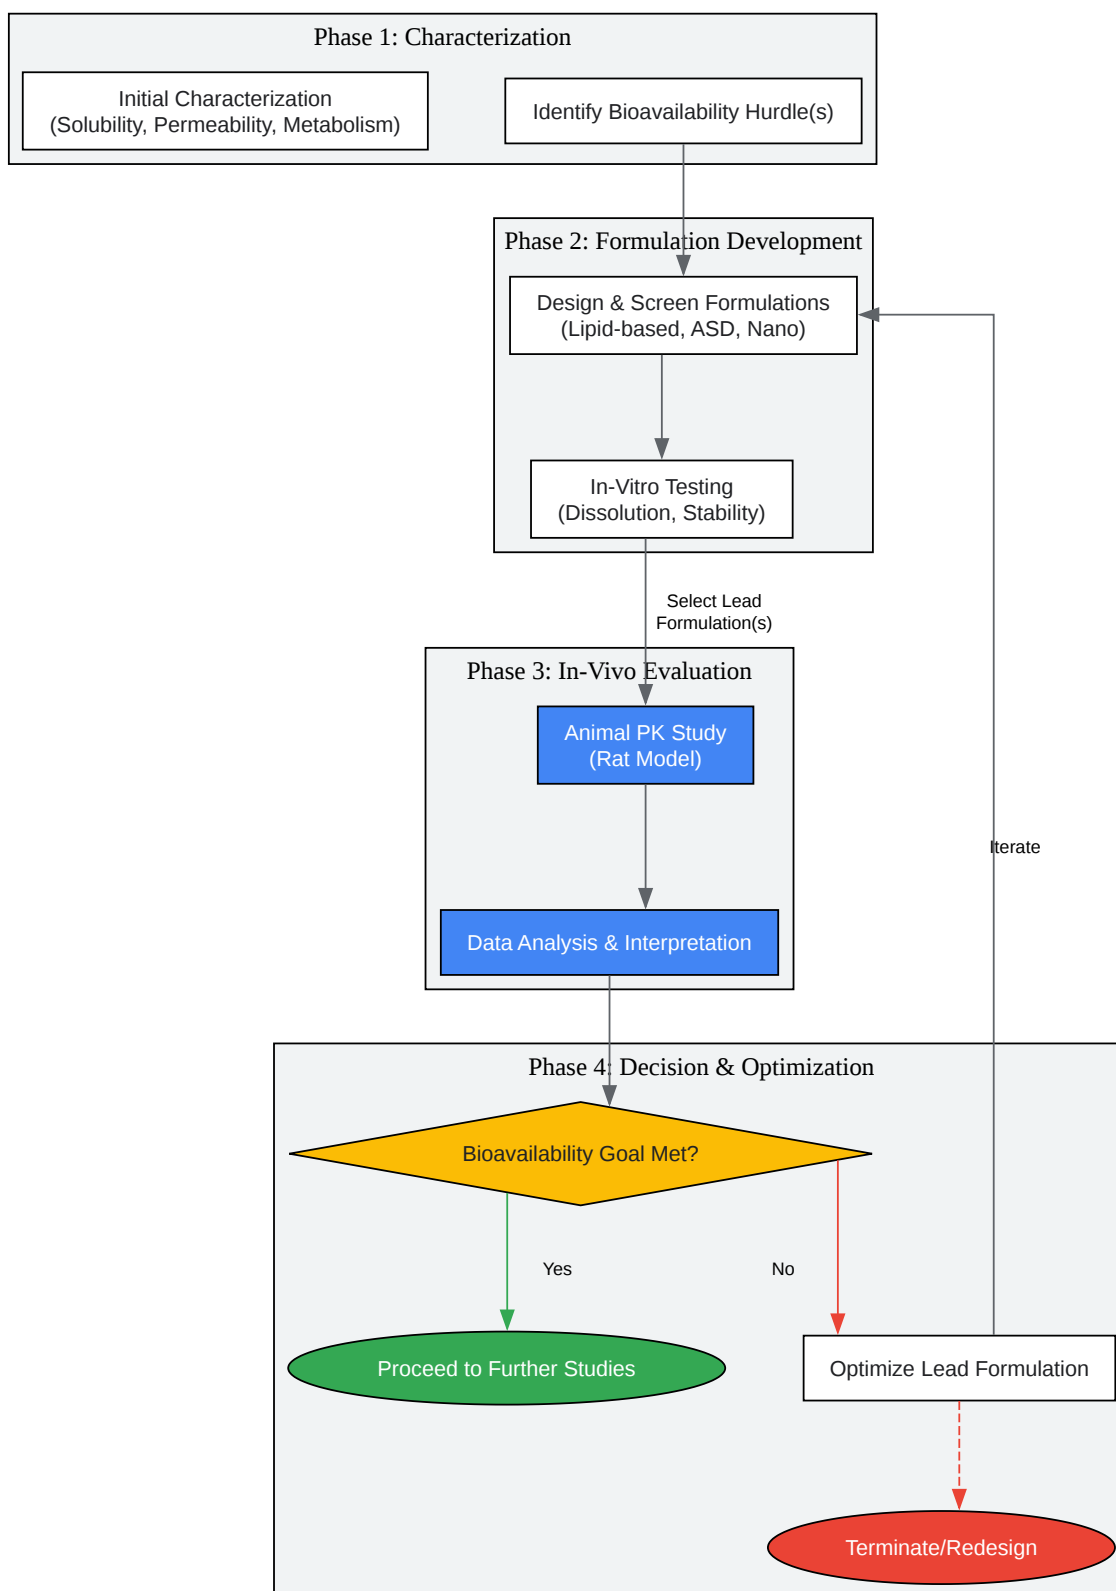 Phase 1: Characterization
Initial Characterization
(Solubility, Permeability, Metabolism)
Identify Bioavailability Hurdle(s)
Phase 2: Formulation Development
Design & Screen Formulations
(Lipid-based, ASD, Nano)
In-Vitro Testing
(Dissolution, Stability)
Select Lead
Formulation(s)
Phase 3: In-Vivo Evaluation
Animal PK Study
(Rat Model)
Iterate
Data Analysis & Interpretation
Phase 4: Decision & Optimization
Bioavailability Goal Met?
Yes
No
Proceed to Further Studies
Optimize Lead Formulation
Terminate/Redesign